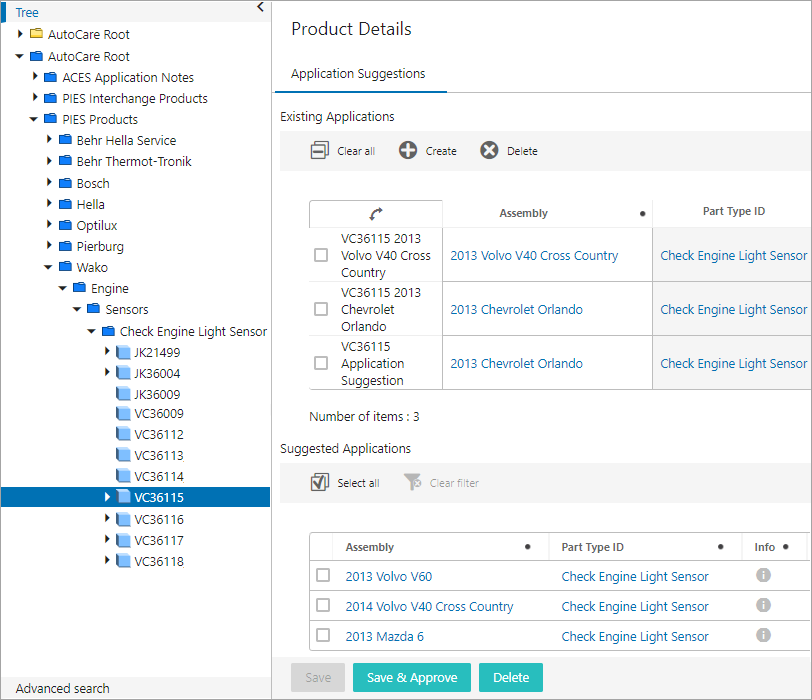 Tree
AutoCare Root
AutoCare Root
ACES Application Notes
PIES Interchange Products
PIES Products
Behr Hella Service
Behr Thermot-Tronik
Bosch
Hella
Optilux
Pierburg
Wako
Engine
Sensors
Check Engine Light Sensor
JK21499
JK36004
JK36009
VC36009
VC36112
VC36113
VC36114
VC36115
VC36116
VC36117
VC36118
Advanced search
Product Details
Application Suggestions
Existing Applications
Clear all Create Delete
Assembly Part Type ID
VC36115 2013
Volvo V40 Cross
Country
2013 Volvo V40 Cross Country Check Engine Light Sensor
VC36115 2013
Chevrolet
Orlando
2013 Chevrolet Orlando Check Engine Light Sensor
VC36115
Application
Suggestion
2013 Chevrolet Orlando Check Engine Light Sensor
Number of items : 3
Suggested Applications
Select all Clear filter
Assembly Part Type ID Info
2013 Volvo V60 Check Engine Light Sensor
2014 Volvo V40 Cross Country Check Engine Light Sensor
2013 Mazda 6 Check Engine Light Sensor
Save Save & Approve Delete